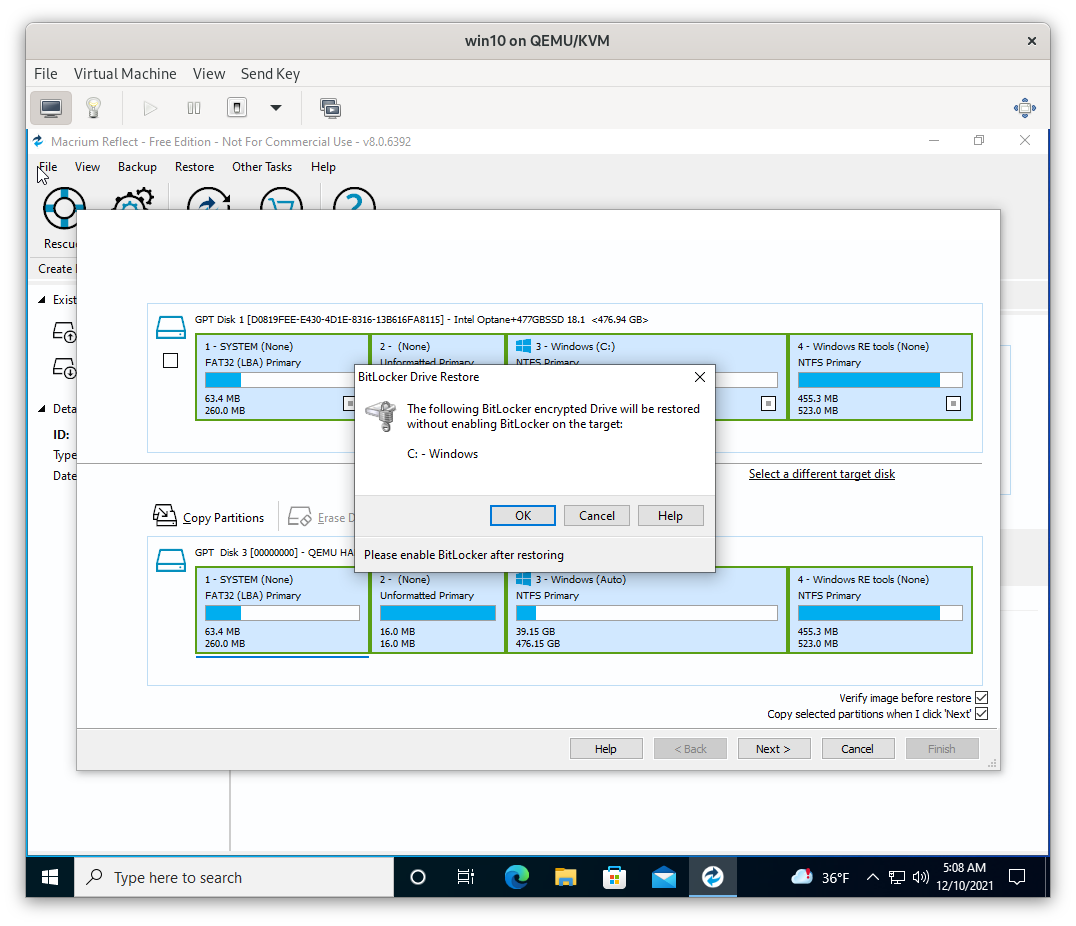 win10 on QEMU/KVM
File Virtual Machine View Send Key
Macrium Reflect - Free Edition - Not For Commercial Use - v8.0.6392
File View Backup Restore Other Tasks Help
Rescu
Create
Exist
Deta
ID:
Type
Date
GPT Disk 1 [D0819FEE-E430-4D1E-8316-13B616FA8115] - Intel Optane+477GBSSD 18.1 <476.94 GB>
1 - SYSTEM (None)
FAT32 (LBA) Primary
63.4 MB
260.0 MB
2 - (None)
Unformatted Primary
3 - Windows (C:)
NTFS Primary
4 - Windows RE tools (None)
NTFS Primary
455.3 MB
523.0 MB
BitLocker Drive Restore
The following BitLocker encrypted Drive will be restored
without enabling BitLocker on the target:
C: - Windows
OK Cancel Help
Please enable BitLocker after restoring
Select a different target disk
Copy Partitions
Erase D
GPT Disk 3 [00000000] - QEMU HA
1 - SYSTEM (None)
FAT32 (LBA) Primary
63.4 MB
260.0 MB
2 - (None)
Unformatted Primary
16.0 MB
16.0 MB
3 - Windows (Auto)
NTFS Primary
39.15 GB
476.15 GB
4 - Windows RE tools (None)
NTFS Primary
455.3 MB
523.0 MB
Verify image before restore
Copy selected partitions when I click 'Next'
Help < Back Next > Cancel Finish
Type here to search
36°F
5:08 AM
12/10/2021